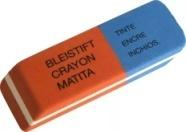 BLEISTIFT
CRAYON
MATITA
TINTE
ENCRE
INCHIOS.